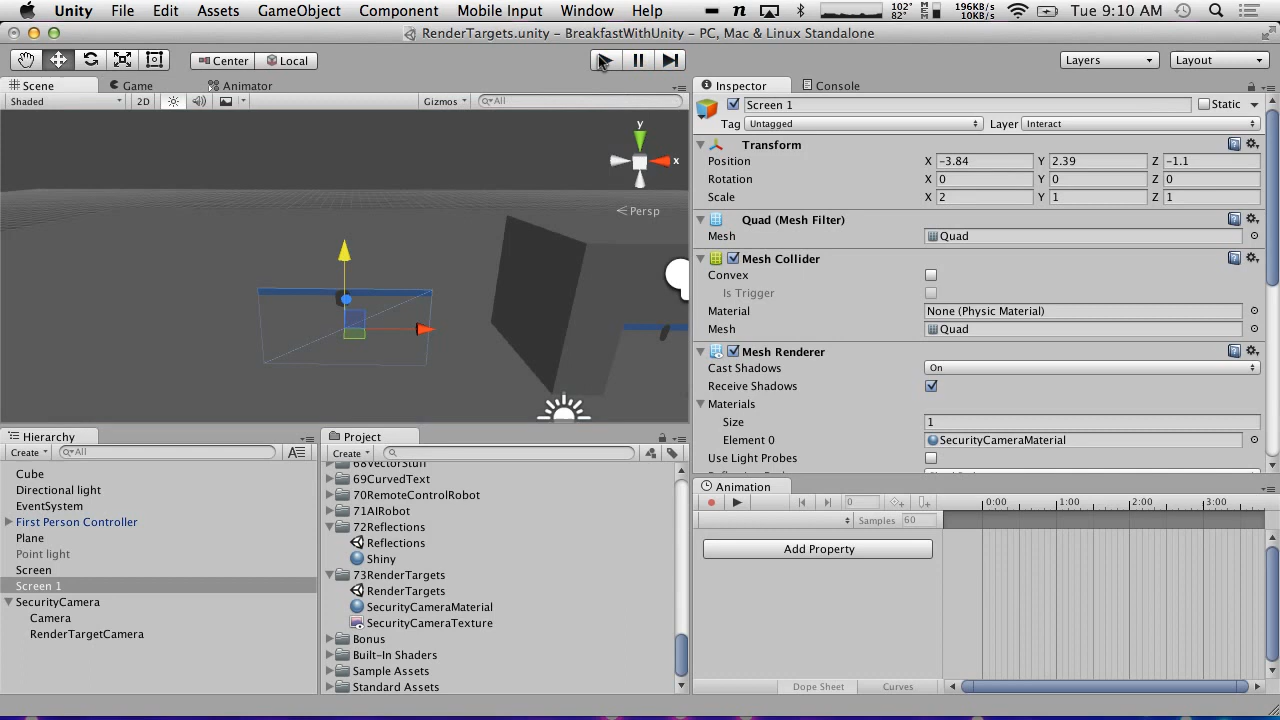 Unity File Edit Assets GameObject Component Mobile Input Window Help 102° 82° 196K/s 10KB/s Tue 9:10 AM
RenderTargets.unity – BreakfastWithUnity – PC, Mac & Linux Standalone
Center Local Layers Layout
Scene Game Animator
Shaded 2D Gizmos All
y
x
Persp
Inspector Console
Screen 1 Static
Tag Untagged Layer Interact
Transform
Position X -3.84 Y 2.39 Z -1.1
Rotation X 0 Y 0 Z 0
Scale X 2 Y 1 Z 1
Quad (Mesh Filter)
Mesh Quad
Mesh Collider
Convex
Is Trigger
Material None (Physic Material)
Mesh Quad
Mesh Renderer
Cast Shadows On
Receive Shadows
Materials
Size 1
Element 0 SecurityCameraMaterial
Use Light Probes
Hierarchy
Create All
Cube
Directional light
EventSystem
First Person Controller
Plane
Point light
Screen
Screen 1
SecurityCamera
Camera
RenderTargetCamera
Project
Create
68VectorStuff
69CurvedText
70RemoteControlRobot
71AIRobot
72Reflections
Reflections
Shiny
73RenderTargets
RenderTargets
SecurityCameraMaterial
SecurityCameraTexture
Bonus
Built-In Shaders
Sample Assets
Standard Assets
Animation
0 0:00 1:00 2:00 3:00
Samples 60
Add Property
Dope Sheet Curves